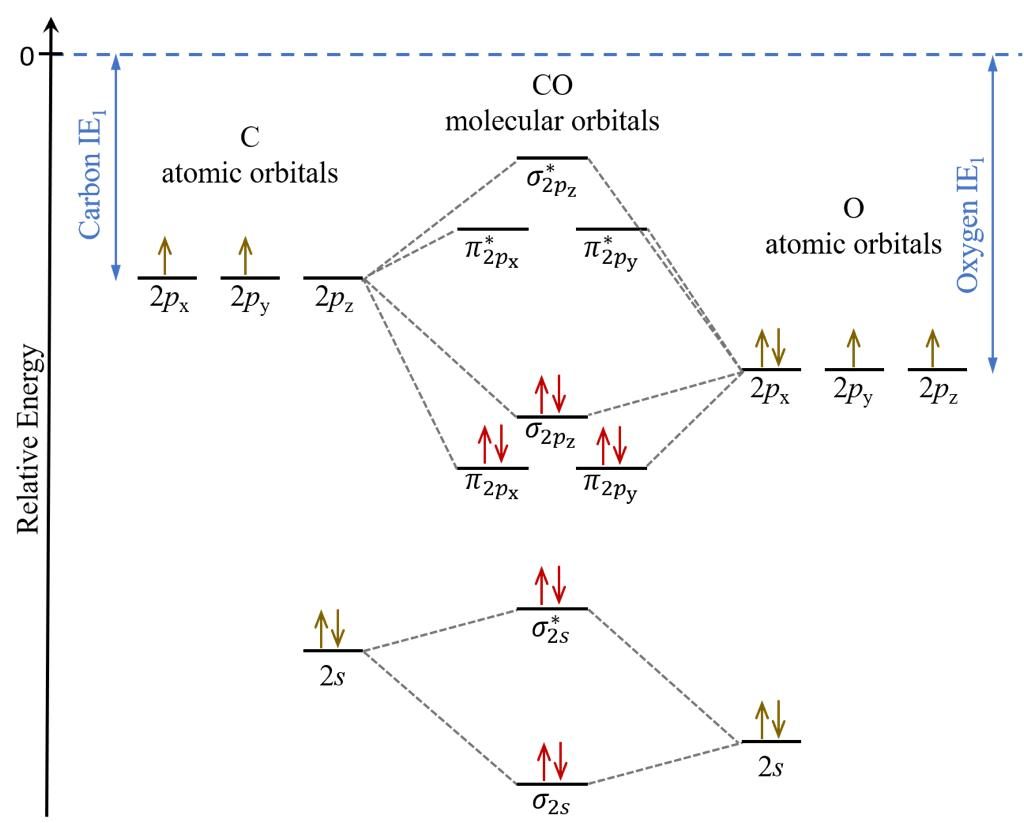 0
Carbon IE₁
C
atomic orbitals
CO
molecular orbitals
O
atomic orbitals
Oxygen IE₁
Relative Energy
σ*2pz
π*2px π*2py
2px 2py 2pz
2px 2py 2pz
σ2pz
π2px π2py
σ*2s
2s
2s
σ2s